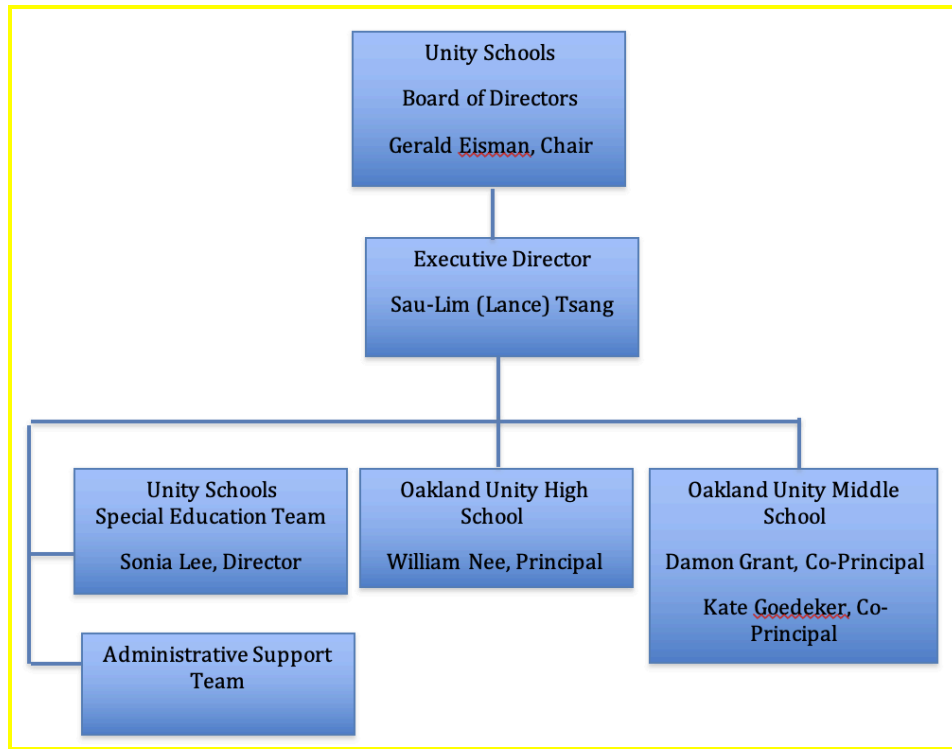 Unity Schools
Board of Directors
Gerald Eisman, Chair
Executive Director
Sau-Lim (Lance) Tsang
Unity Schools
Special Education Team
Sonia Lee, Director
Oakland Unity High
School
William Nee, Principal
Oakland Unity Middle
School
Damon Grant, Co-Principal
Kate Goedeker, Co-
Principal
Administrative Support
Team